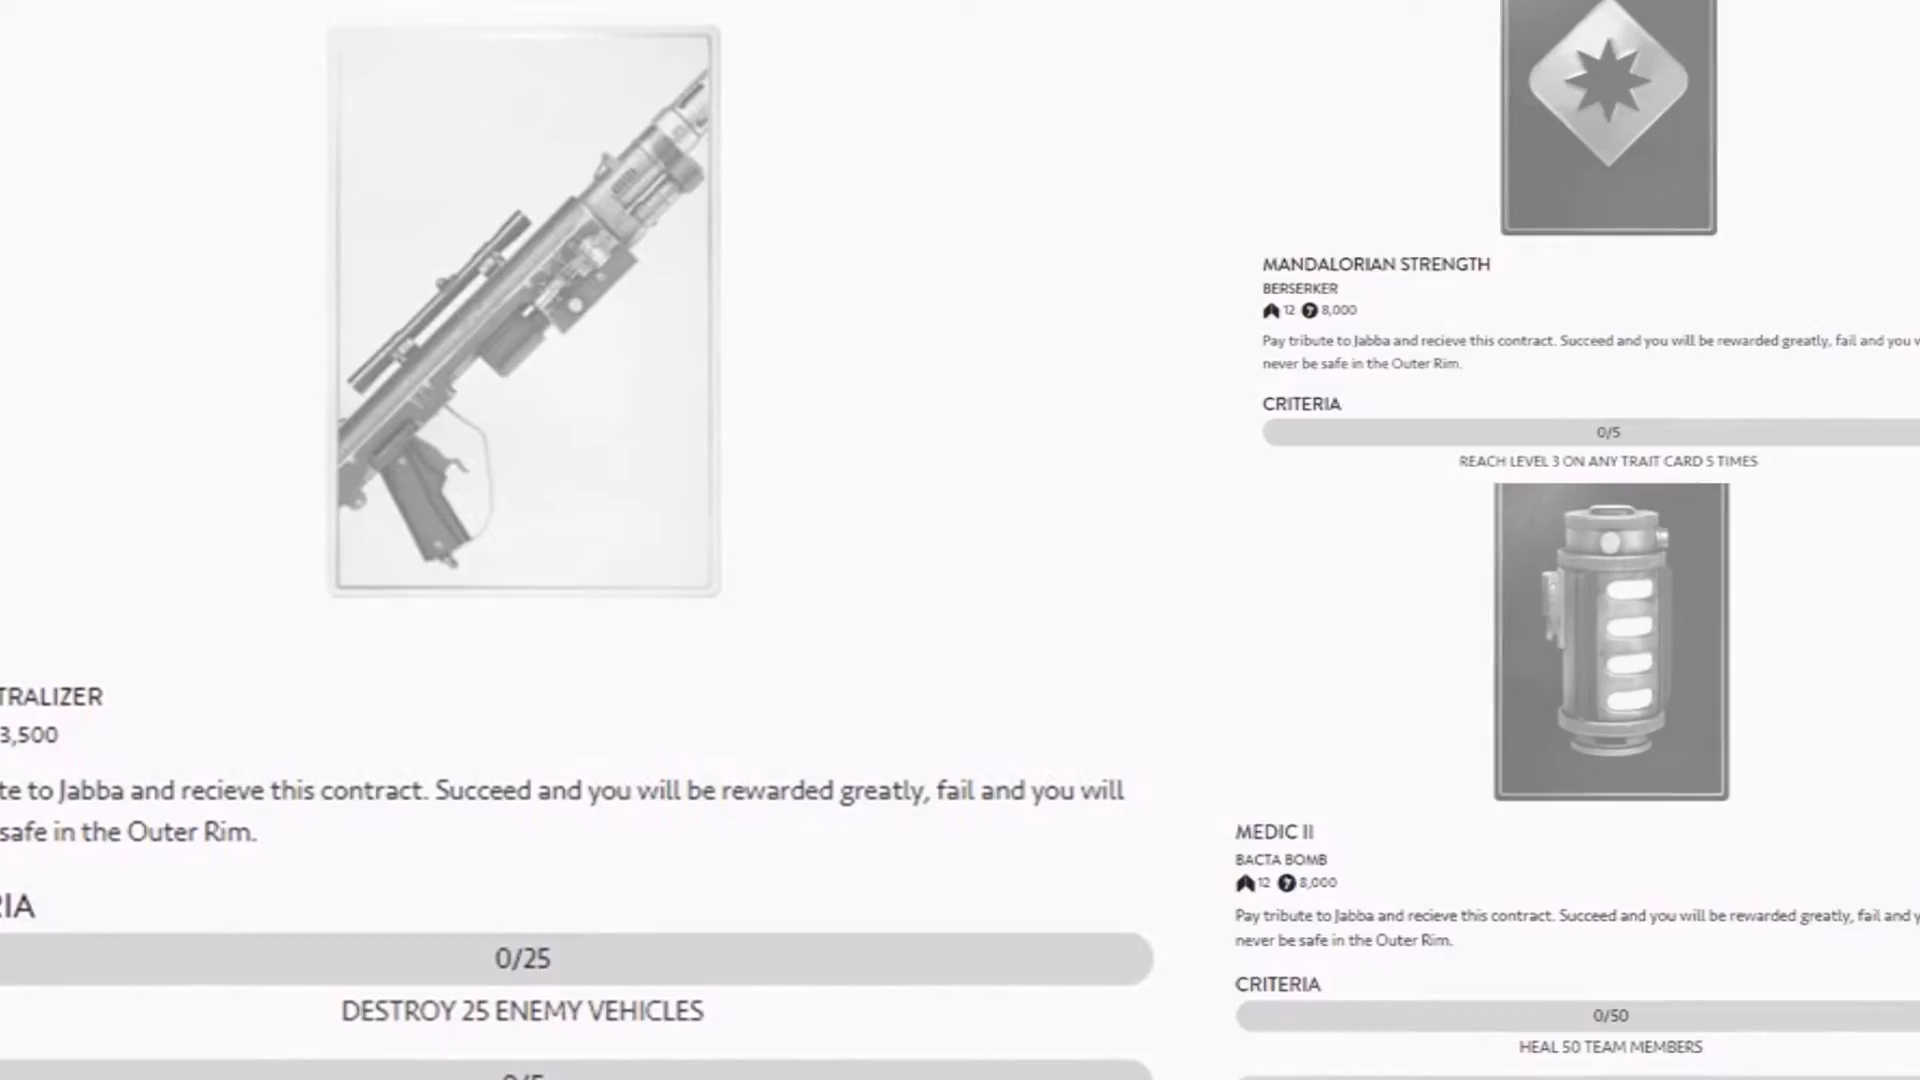 TRALIZER
3,500
te to Jabba and recieve this contract. Succeed and you will be rewarded greatly, fail and you will
safe in the Outer Rim.
RIA
0/25
DESTROY 25 ENEMY VEHICLES
MANDALORIAN STRENGTH
BERSERKER
12 8,000
Pay tribute to Jabba and recieve this contract. Succeed and you will be rewarded greatly, fail and you
never be safe in the Outer Rim.
CRITERIA
0/5
REACH LEVEL 3 ON ANY TRAIT CARD 5 TIMES
MEDIC II
BACTA BOMB
12 8,000
Pay tribute to Jabba and recieve this contract. Succeed and you will be rewarded greatly, fail and
never be safe in the Outer Rim.
CRITERIA
0/50
HEAL 50 TEAM MEMBERS